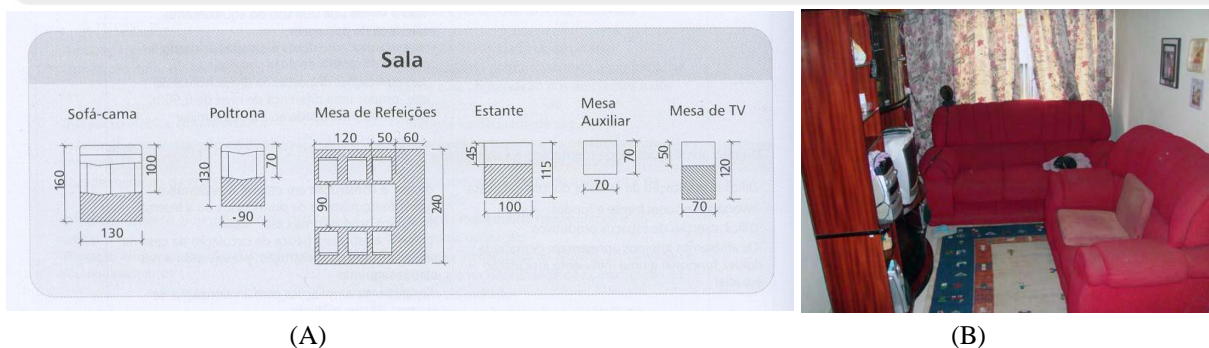 Sala
Sofá-cama
Poltrona
Mesa de Refeições
Estante
Mesa
Auxiliar
Mesa de TV
160
100
130
130
70
-90
120
50
60
90
240
45
115
100
70
70
50
120
70
(A)
(B)